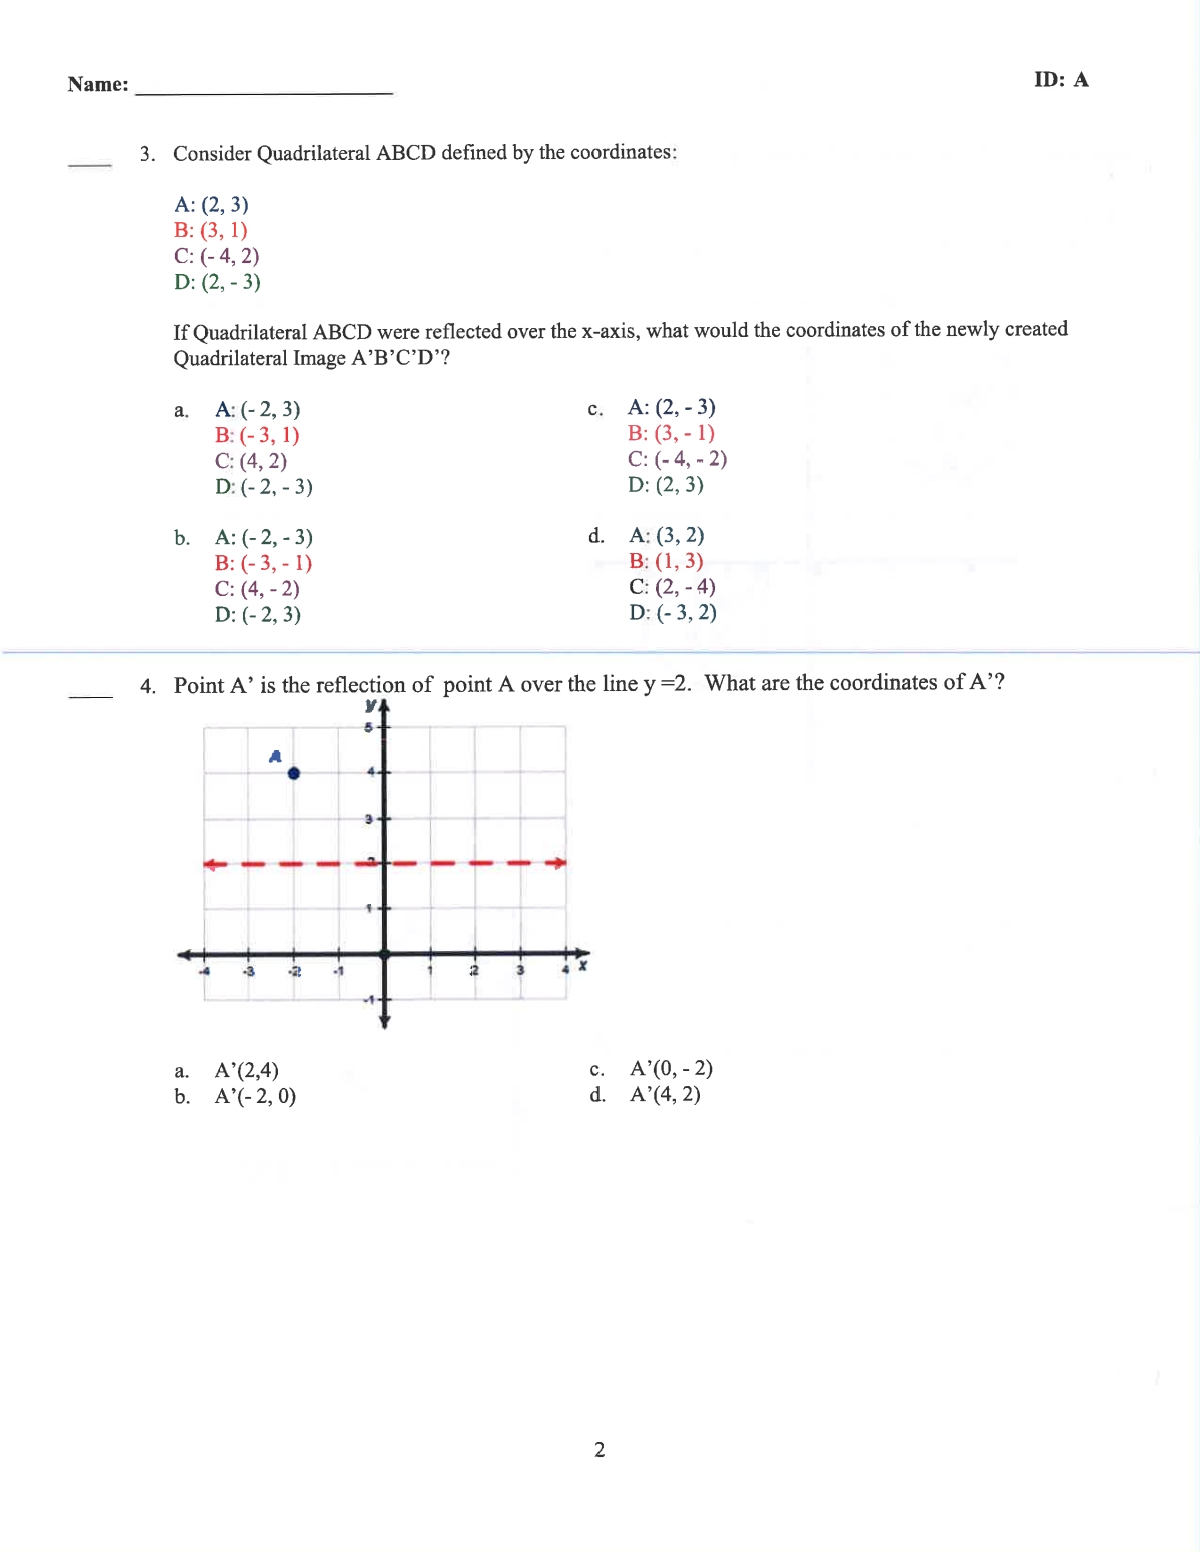 Name: ____________
ID: A
____ 3. Consider Quadrilateral ABCD defined by the coordinates:
A: (2, 3)
B: (3, 1)
C: (- 4, 2)
D: (2, - 3)
If Quadrilateral ABCD were reflected over the x-axis, what would the coordinates of the newly created
Quadrilateral Image A’B’C’D’?
a. A: (- 2, 3)
B: (- 3, 1)
C: (4, 2)
D: (- 2, - 3)
b. A: (- 2, - 3)
B: (- 3, - 1)
C: (4, - 2)
D: (- 2, 3)
c. A: (2, - 3)
B: (3, - 1)
C: (- 4, - 2)
D: (2, 3)
d. A: (3, 2)
B: (1, 3)
C: (2, - 4)
D: (- 3, 2)
____ 4. Point A’ is the reflection of point A over the line y =2. What are the coordinates of A’?
y
5
A
4
3
2
1
-4 -3 -2 -1 1 2 3 4 x
-1
a. A’(2,4)
b. A’(- 2, 0)
c. A’(0, - 2)
d. A’(4, 2)
2